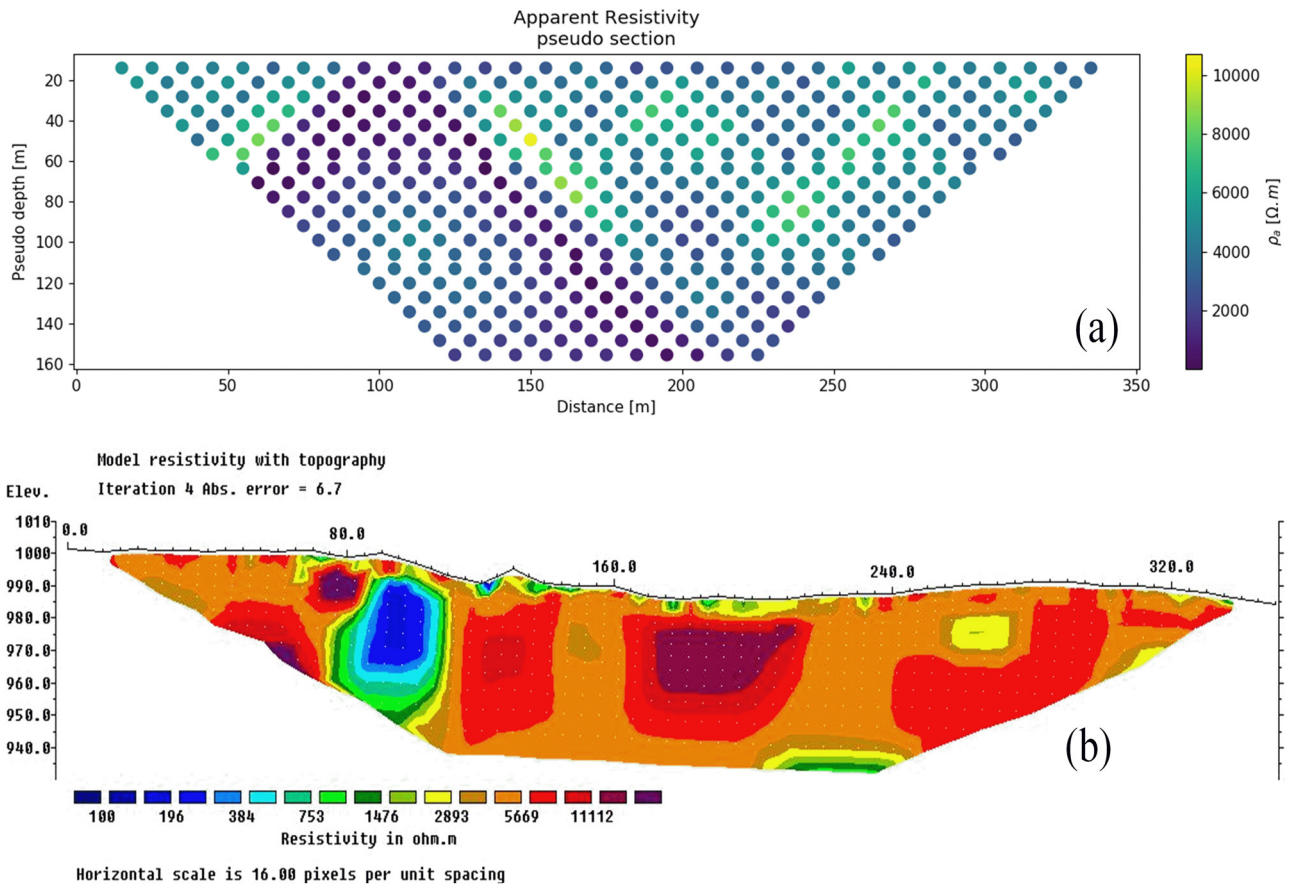 Apparent Resistivity
pseudo section
Pseudo depth [m]
20
40
60
80
100
120
140
160
0 50 100 150 200 250 300 350
Distance [m]
(a)
10000
8000
6000
4000
2000
ρa [Ω.m]
Model resistivity with topography
Iteration 4 Abs. error = 6.7
Elev.
1010
1000
990.0
980.0
970.0
960.0
950.0
940.0
0.0 80.0 160.0 240.0 320.0
(b)
100 196 384 753 1476 2893 5669 11112
Resistivity in ohm.m
Horizontal scale is 16.00 pixels per unit spacing